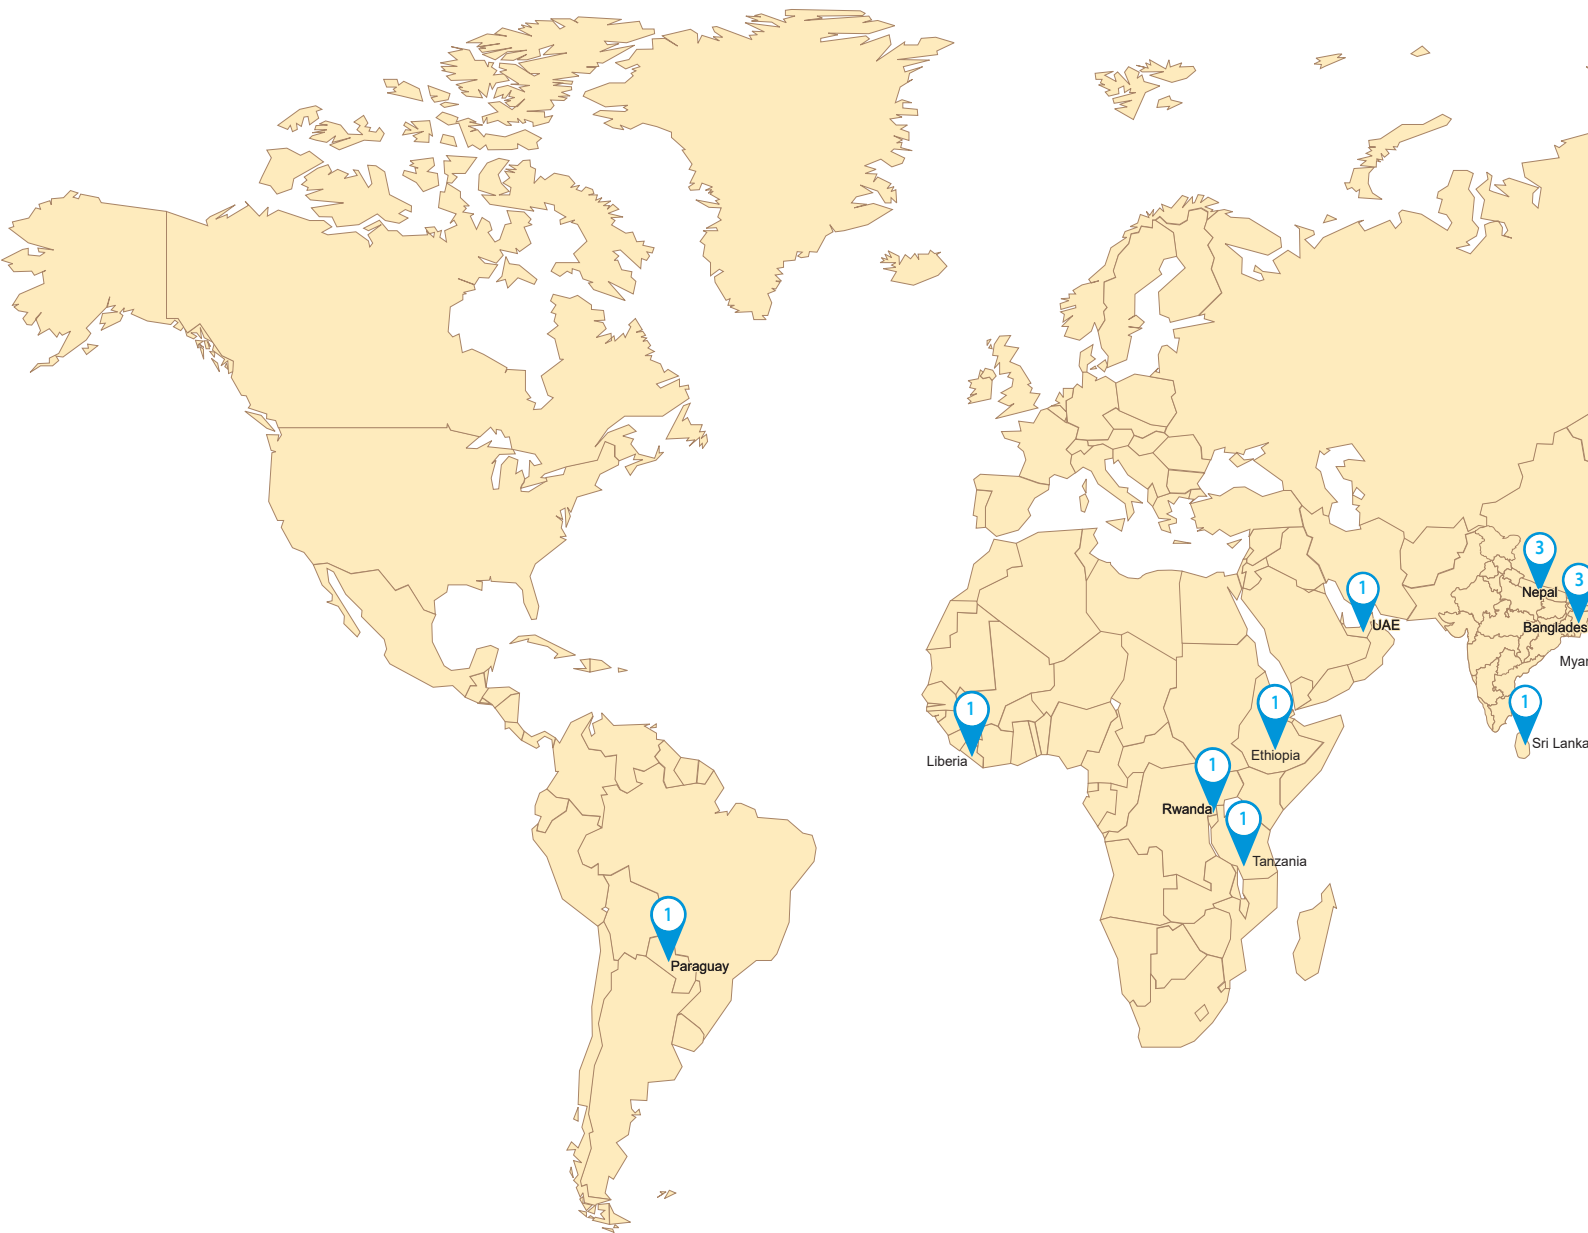 3
Nepal
3
Banglades
1
UAE
Myar
1
Sri Lanka
1
Liberia
1
Ethiopia
1
Rwanda
1
Tanzania
1
Paraguay